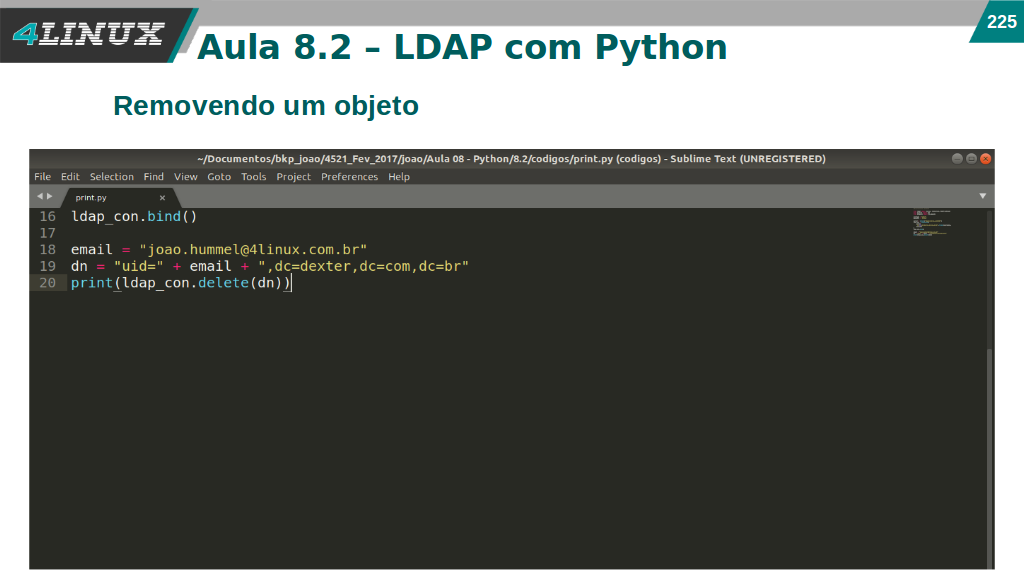 4LINUX
225
Aula 8.2 – LDAP com Python
Removendo um objeto
~/Documentos/bkp_joao/4521_Fev_2017/joao/Aula 08 - Python/8.2/codigos/print.py (codigos) - Sublime Text (UNREGISTERED)
File Edit Selection Find View Goto Tools Project Preferences Help
print.py
16 ldap_con.bind()
17
18 email = "joao.hummel@4linux.com.br"
19 dn = "uid=" + email + ",dc=dexter,dc=com,dc=br"
20 print(ldap_con.delete(dn))